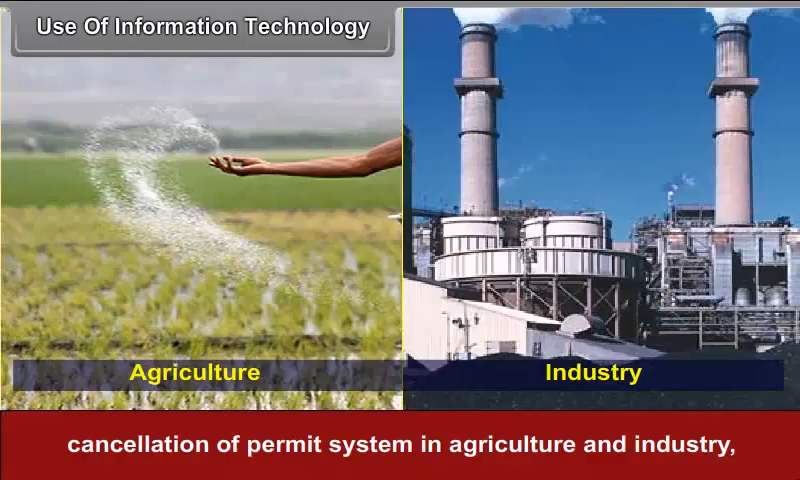 Use Of Information Technology
Agriculture
Industry
cancellation of permit system in agriculture and industry,